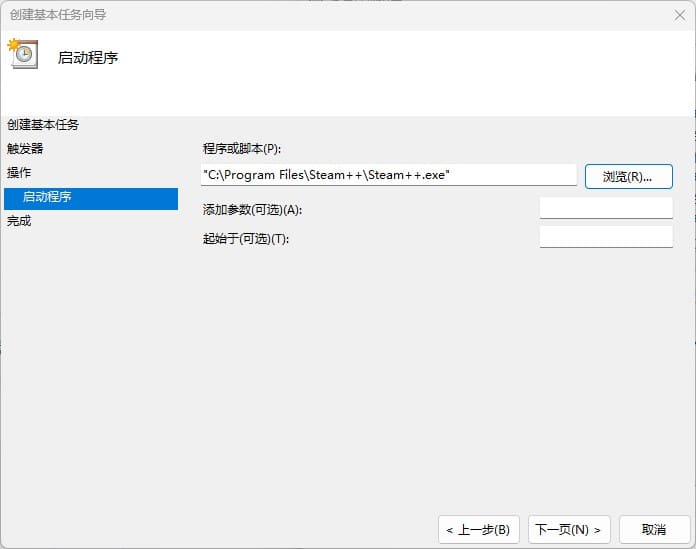 创建基本任务向导
启动程序
创建基本任务
触发器
操作
启动程序
完成
程序或脚本(P):
"C:\Program Files\Steam++\Steam++.exe"
浏览(R)...
添加参数(可选)(A):
起始于(可选)(T):
< 上一步(B)
下一页(N) >
取消